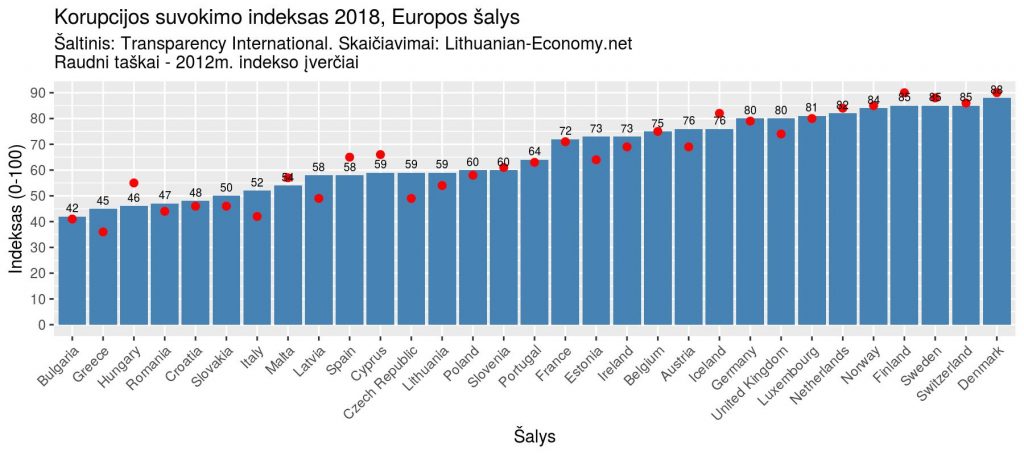 Korupcijos suvokimo indeksas 2018, Europos šalys
Šaltinis: Transparency International. Skaičiavimai: Lithuanian-Economy.net
Raudni taškai - 2012m. indekso įverčiai
Indeksas (0-100)
90
80
70
60
50
40
30
20
10
0
42 45 46 47 48 50 52 54 58 58 59 59 59 60 60 64 72 73 73 75 76 76 80 80 81 82 84 85 85 85 88
Bulgaria Greece Hungary Romania Croatia Slovakia Italy Malta Latvia Spain Cyprus Czech Republic Lithuania Poland Slovenia Portugal France Estonia Ireland Belgium Austria Iceland Germany United Kingdom Luxembourg Netherlands Norway Finland Sweden Switzerland Denmark
Šalys